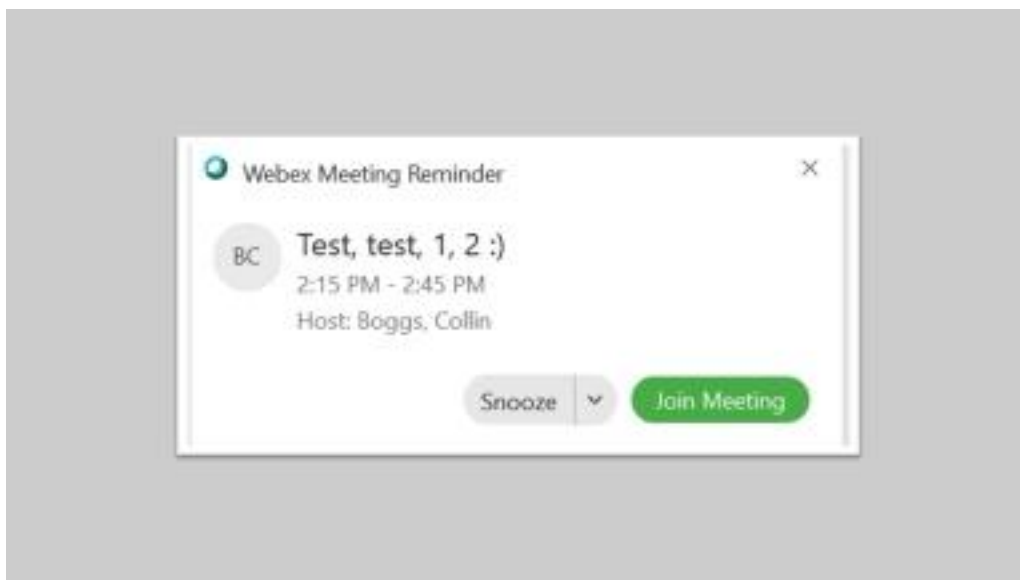 Webex Meeting Reminder
BC
Test, test, 1, 2 :)
2:15 PM - 2:45 PM
Host: Boggs, Collin
Snooze
Join Meeting